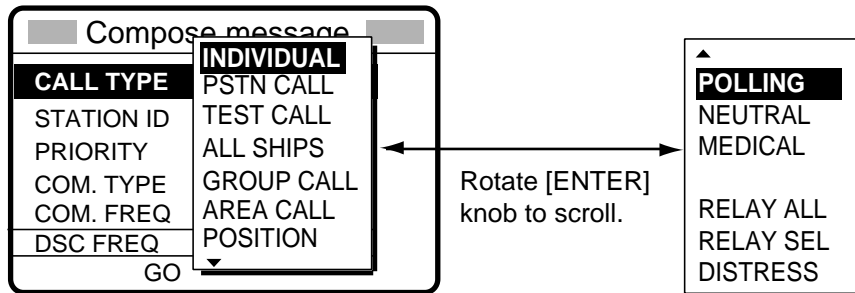 Compose message
CALL TYPE
STATION ID
PRIORITY
COM. TYPE
COM. FREQ
DSC FREQ
GO
INDIVIDUAL
PSTN CALL
TEST CALL
ALL SHIPS
GROUP CALL
AREA CALL
POSITION
Rotate [ENTER]
knob to scroll.
POLLING
NEUTRAL
MEDICAL
RELAY ALL
RELAY SEL
DISTRESS